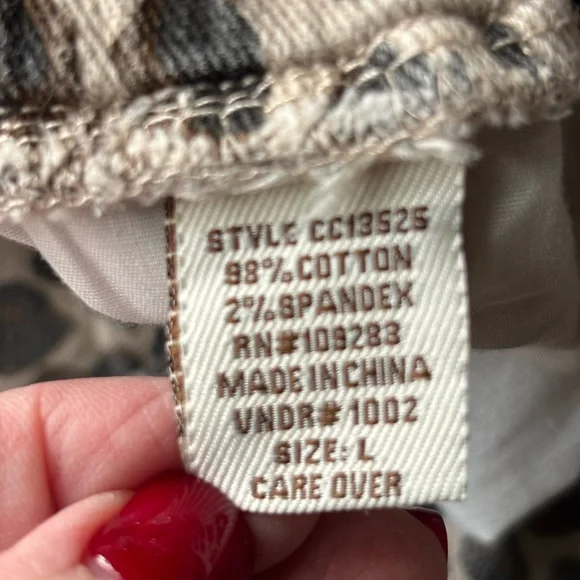 STYLE CC13525
98% COTTON
2% SPANDEX
RN#109283
MADE IN CHINA
VNDR# 1002
SIZE: L
CARE OVER